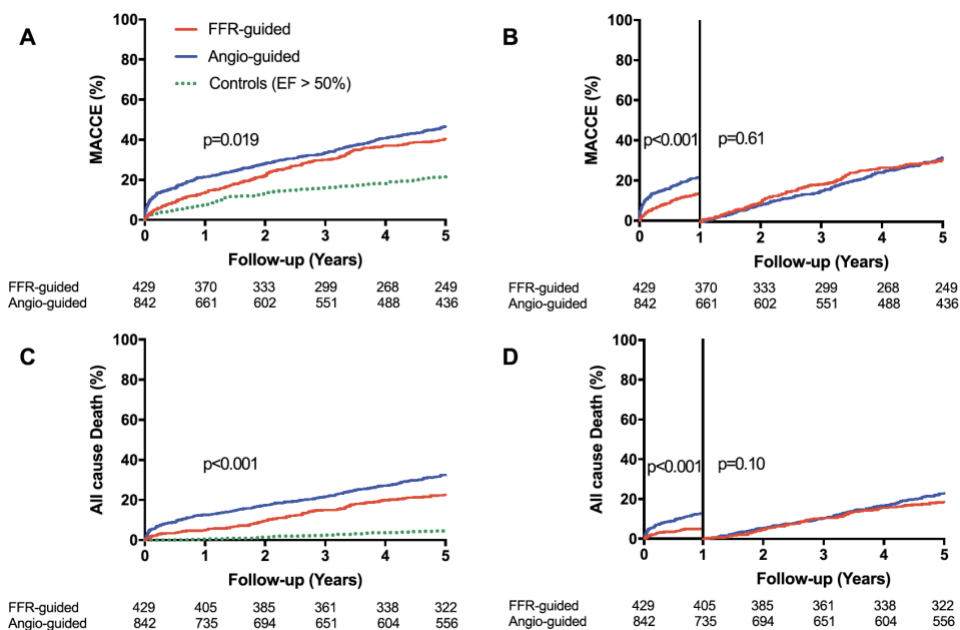 A
FFR-guided
Angio-guided
Controls (EF > 50%)
MACCE (%)
100
80
60
40
20
0
p=0.019
0 1 2 3 4 5
Follow-up (Years)
FFR-guided 429 370 333 299 268 249
Angio-guided 842 661 602 551 488 436
B
MACCE (%)
100
80
60
40
20
0
p<0.001 p=0.61
0 1 2 3 4 5
Follow-up (Years)
FFR-guided 429 370 333 299 268 249
Angio-guided 842 661 602 551 488 436
C
All cause Death (%)
100
80
60
40
20
0
p<0.001
0 1 2 3 4 5
Follow-up (Years)
FFR-guided 429 405 385 361 338 322
Angio-guided 842 735 694 651 604 556
D
All cause Death (%)
100
80
60
40
20
0
p<0.001 p=0.10
0 1 2 3 4 5
Follow-up (Years)
FFR-guided 429 405 385 361 338 322
Angio-guided 842 735 694 651 604 556